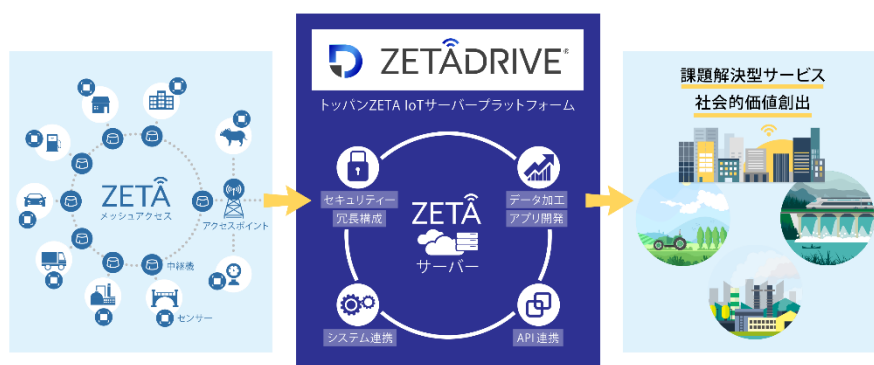 ZETA
メッシュアクセス
アクセスポイント
中継機
センサー
ZETADRIVE®
トッパンZETA IoTサーバープラットフォーム
セキュリティー
冗長構成
データ加工
アプリ開発
ZETA
サーバー
システム連携
API連携
課題解決型サービス
社会的価値創出